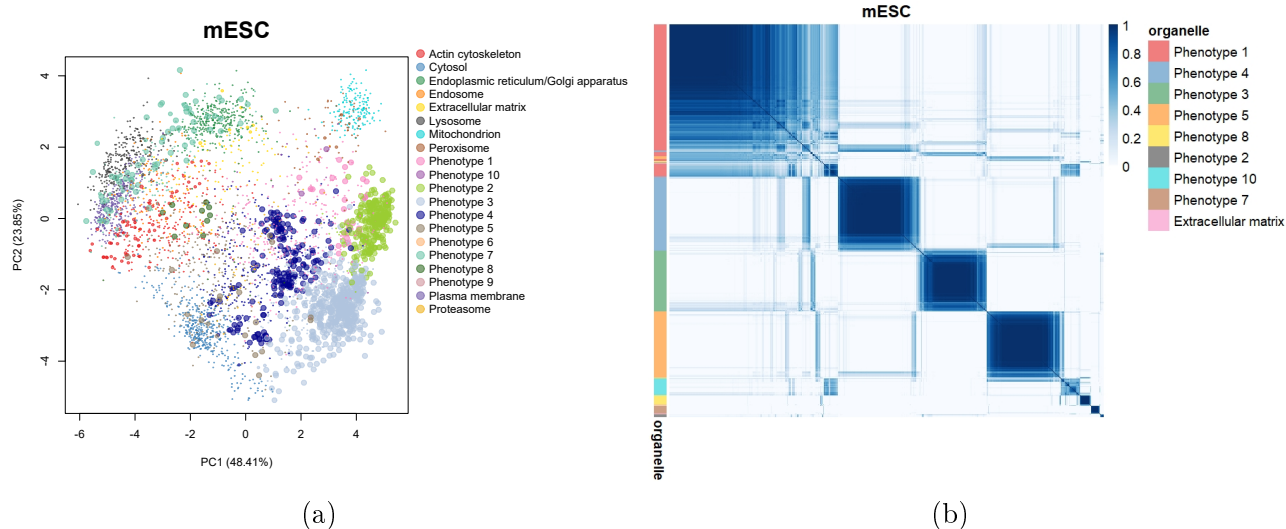 mESC
PC2 (23.85%)
4
2
0
-2
-4
-6
-4
-2
0
2
4
PC1 (48.41%)
Actin cytoskeleton
Cytosol
Endoplasmic reticulum/Golgi apparatus
Endosome
Extracellular matrix
Lysosome
Mitochondrion
Peroxisome
Phenotype 1
Phenotype 10
Phenotype 2
Phenotype 3
Phenotype 4
Phenotype 5
Phenotype 6
Phenotype 7
Phenotype 8
Phenotype 9
Plasma membrane
Proteasome
(a)
mESC
organelle
1
0.8
0.6
0.4
0.2
0
organelle
Phenotype 1
Phenotype 4
Phenotype 3
Phenotype 5
Phenotype 8
Phenotype 2
Phenotype 10
Phenotype 7
Extracellular matrix
(b)